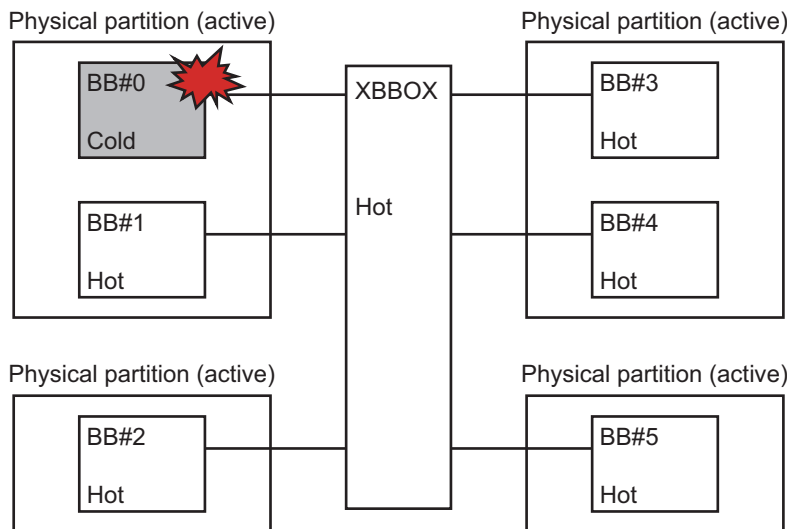 Physical partition (active)
Physical partition (active)
BB#0
Cold
BB#1
Hot
XBBOX
Hot
BB#3
Hot
BB#4
Hot
Physical partition (active)
Physical partition (active)
BB#2
Hot
BB#5
Hot